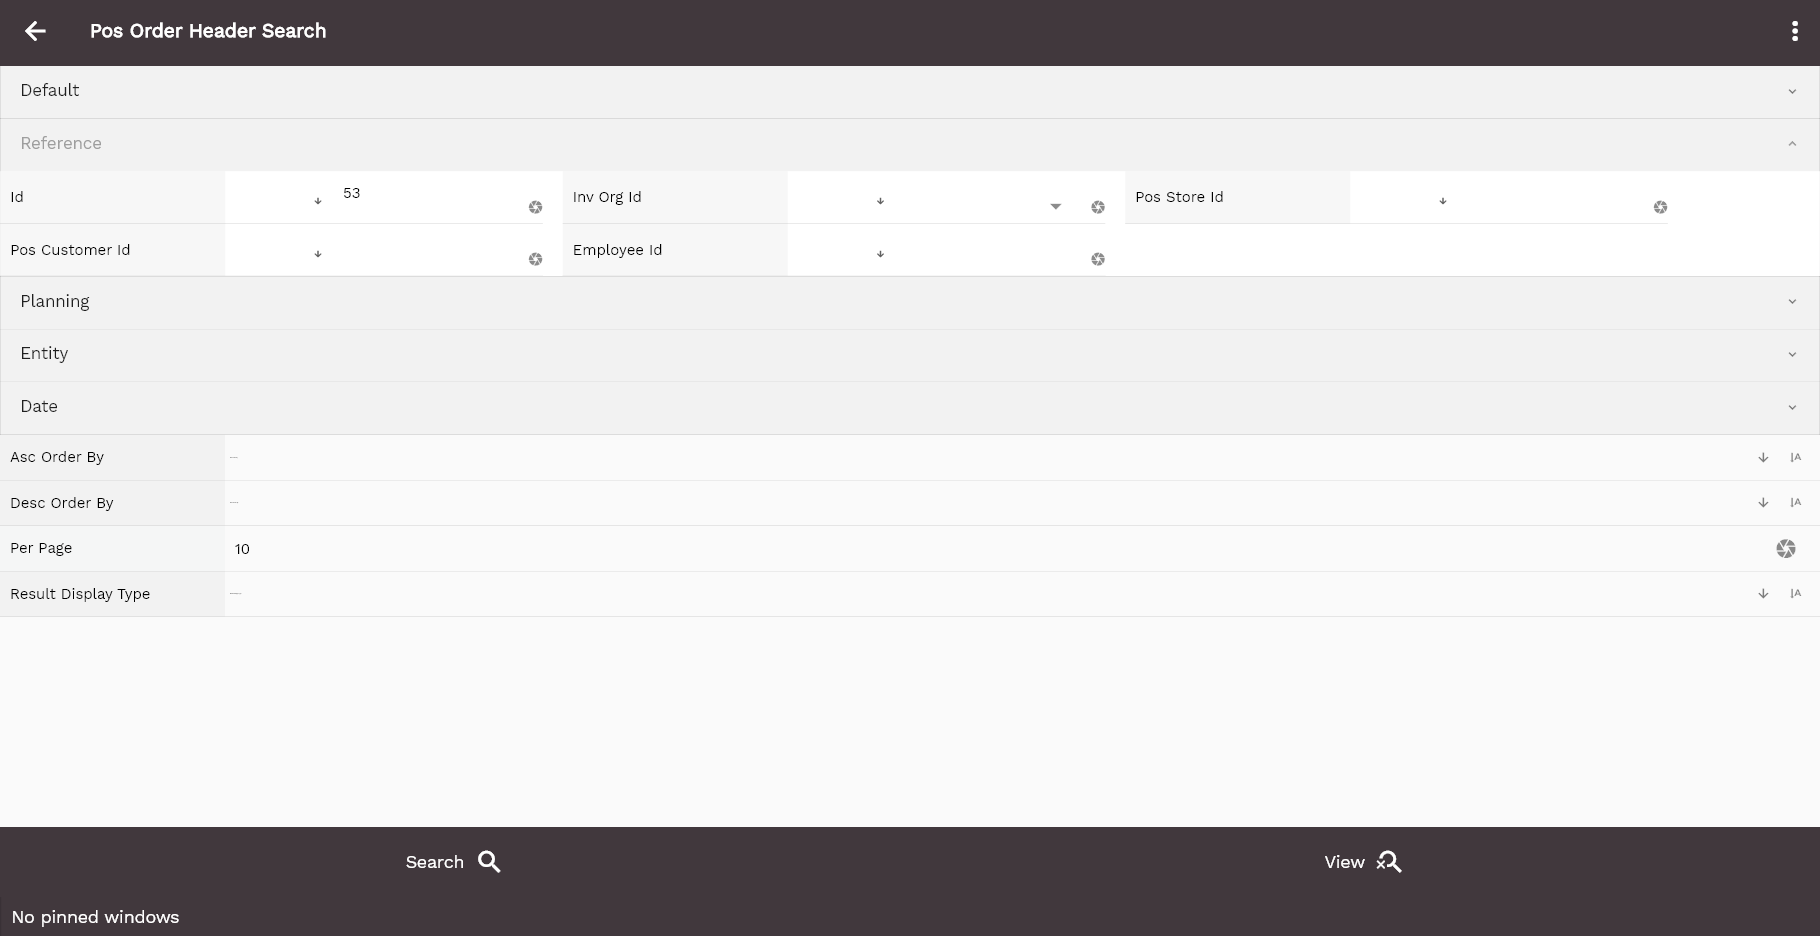 Pos Order Header Search
Default
Reference
Id 53 Inv Org Id Pos Store Id
Pos Customer Id Employee Id
Planning
Entity
Date
Asc Order By
Desc Order By
Per Page 10
Result Display Type
Search View
No pinned windows